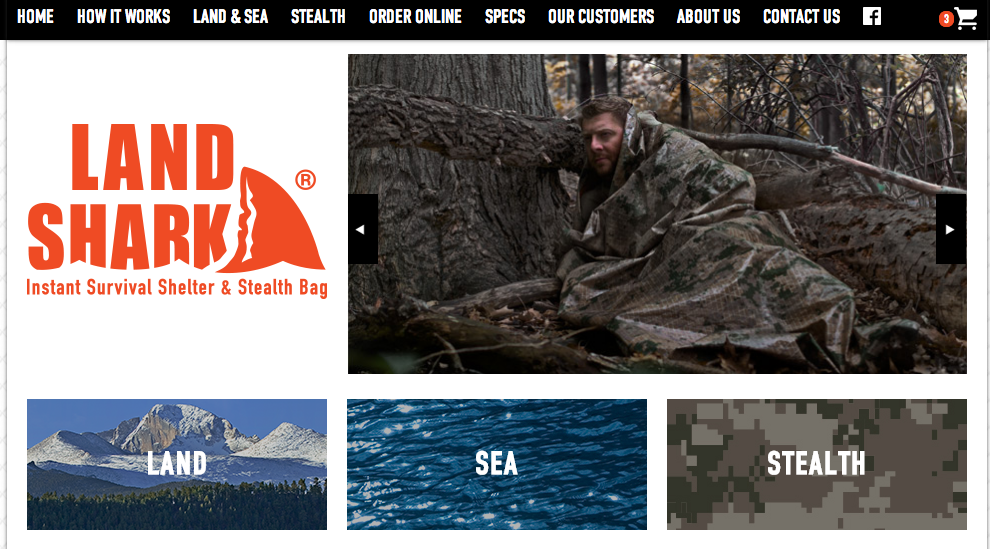 HOME HOW IT WORKS LAND & SEA STEALTH ORDER ONLINE SPECS OUR CUSTOMERS ABOUT US CONTACT US 3
LAND
SHARK ®
Instant Survival Shelter & Stealth Bag
LAND SEA STEALTH